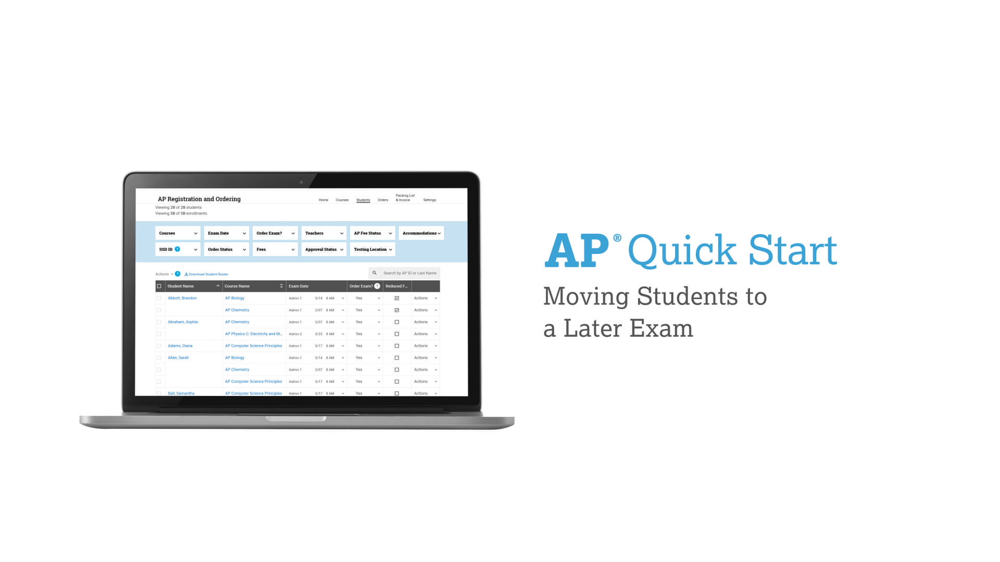 AP Registration and Ordering
Home Courses Students Orders Packing List & Invoice Settings
Viewing 28 of 28 students
Viewing 58 of 58 enrollments
Courses Exam Date Order Exam? Teachers AP Fee Status Accommodations
SSD ID ? Order Status Fees Approval Status Testing Location
Actions ? Download Student Roster Search by AP ID or Last Name
Student Name Course Name Exam Date Order Exam? ? Reduced F...
Abbott, Brandon AP Biology Admin 1 5/14 8 AM Yes Actions
AP Chemistry Admin 1 5/07 8 AM Yes Actions
Abraham, Sophie AP Chemistry Admin 1 5/07 8 AM Yes Actions
AP Physics C: Electricity and M... Admin 2 5/25 8 AM Yes Actions
Adams, Diana AP Computer Science Principles Admin 1 5/17 8 AM Yes Actions
Allan, Sarah AP Biology Admin 1 5/14 8 AM Yes Actions
AP Chemistry Admin 1 5/07 8 AM Yes Actions
AP Computer Science Principles Admin 1 5/17 8 AM Yes Actions
Ball, Samantha AP Computer Science Principles Admin 1 5/17 8 AM Yes Actions
AP® Quick Start
Moving Students to
a Later Exam